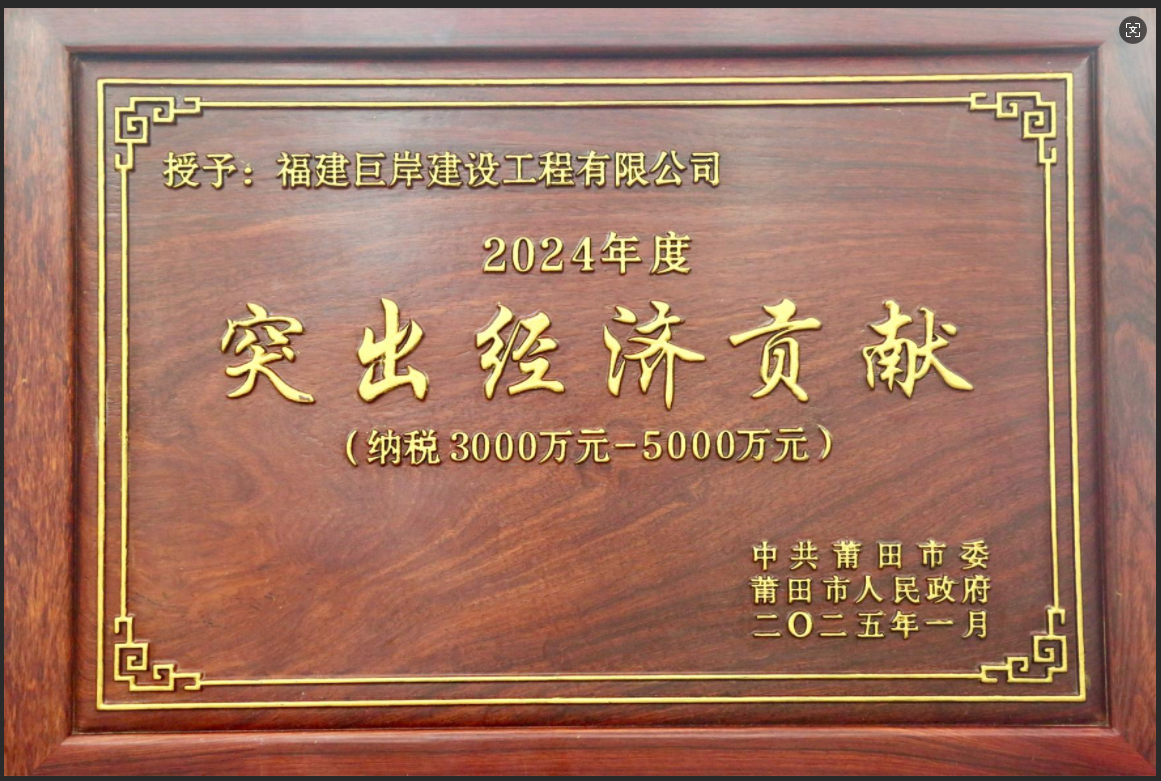 授予：福建巨岸建设工程有限公司
2024年度
突出经济贡献
（纳税3000万元-5000万元）
中共莆田市委
莆田市人民政府
二〇二五年一月